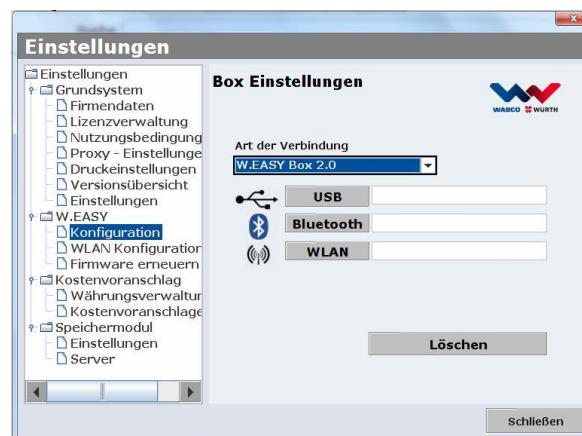 Einstellungen
Einstellungen
Grundsystem
Firmendaten
Lizenzverwaltung
Nutzungsbedingung
Proxy - Einstellunge
Druckeinstellungen
Versionsübersicht
Einstellungen
W.EASY
Konfiguration
WLAN Konfiguration
Firmware erneuern
Kostenvoranschlag
Währungsverwaltur
Kostenvoranschlage
Speichermodul
Einstellungen
Server
Box Einstellungen
WABCO WÜRTH
Art der Verbindung
W.EASY Box 2.0
USB
Bluetooth
WLAN
Löschen
Schließen